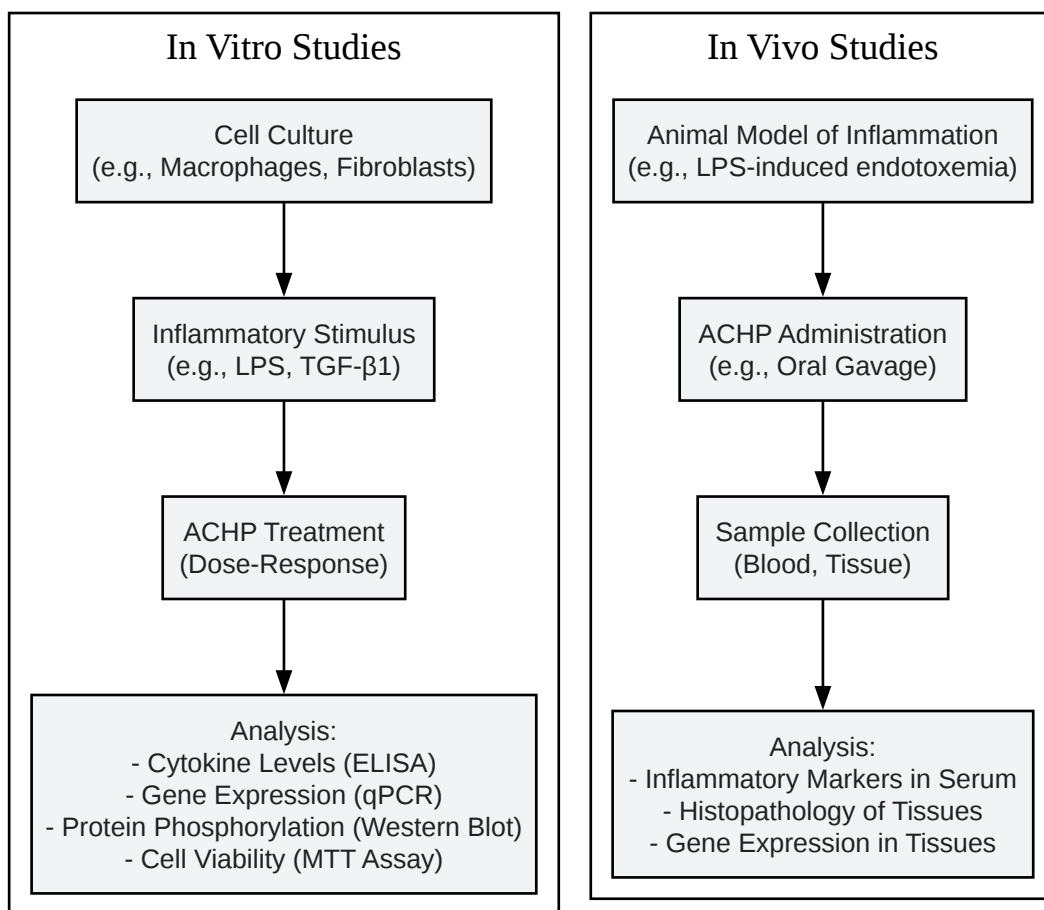 In Vitro Studies
Cell Culture
(e.g., Macrophages, Fibroblasts)
Inflammatory Stimulus
(e.g., LPS, TGF-β1)
ACHP Treatment
(Dose-Response)
Analysis:
- Cytokine Levels (ELISA)
- Gene Expression (qPCR)
- Protein Phosphorylation (Western Blot)
- Cell Viability (MTT Assay)
In Vivo Studies
Animal Model of Inflammation
(e.g., LPS-induced endotoxemia)
ACHP Administration
(e.g., Oral Gavage)
Sample Collection
(Blood, Tissue)
Analysis:
- Inflammatory Markers in Serum
- Histopathology of Tissues
- Gene Expression in Tissues